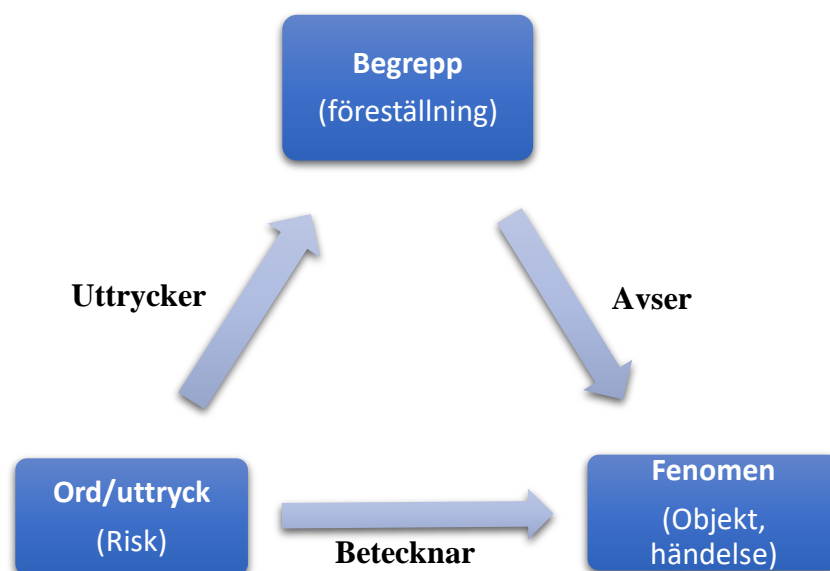 Begrepp
(föreställning)
Uttrycker
Avser
Ord/uttryck
(Risk)
Betecknar
Fenomen
(Objekt,
händelse)